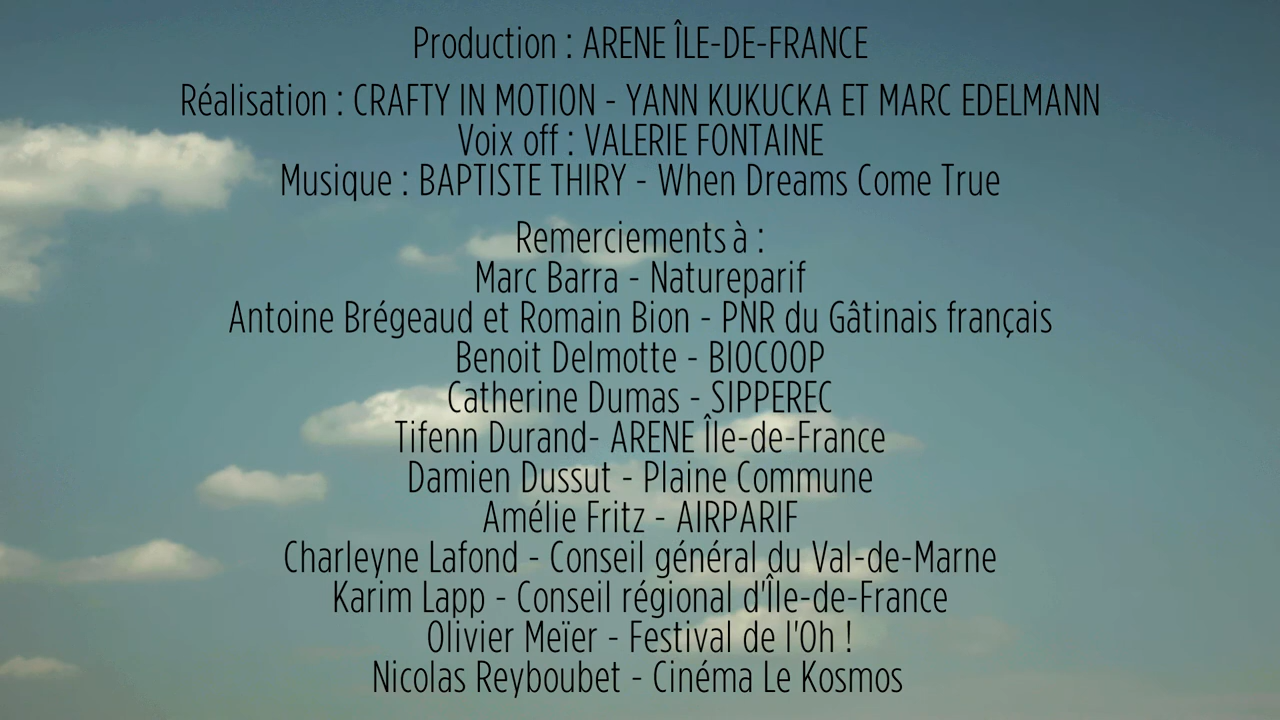 Production : ARENE ÎLE-DE-FRANCE
Réalisation : CRAFTY IN MOTION - YANN KUKUCKA ET MARC EDELMANN
Voix off : VALERIE FONTAINE
Musique : BAPTISTE THIRY - When Dreams Come True
Remerciements à :
Marc Barra - Natureparif
Antoine Brégeaud et Romain Bion - PNR du Gâtinais français
Benoit Delmotte - BIOCOOP
Catherine Dumas - SIPPEREC
Tifenn Durand- ARENE Île-de-France
Damien Dussut - Plaine Commune
Amélie Fritz - AIRPARIF
Charleyne Lafond - Conseil général du Val-de-Marne
Karim Lapp - Conseil régional d'Île-de-France
Olivier Meïer - Festival de l'Oh !
Nicolas Reyboubet - Cinéma Le Kosmos